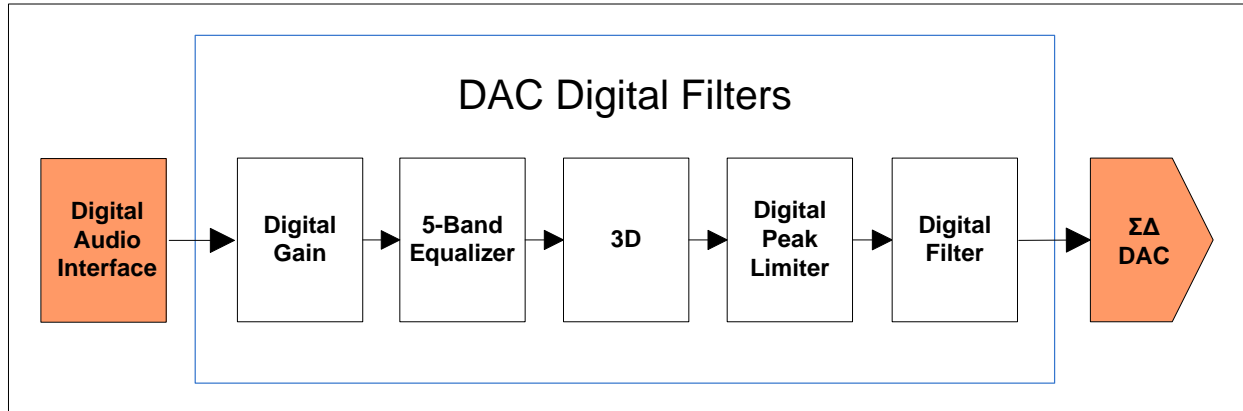 DAC Digital Filters
Digital
Audio
Interface
Digital
Gain
5-Band
Equalizer
3D
Digital
Peak
Limiter
Digital
Filter
ΣΔ
DAC